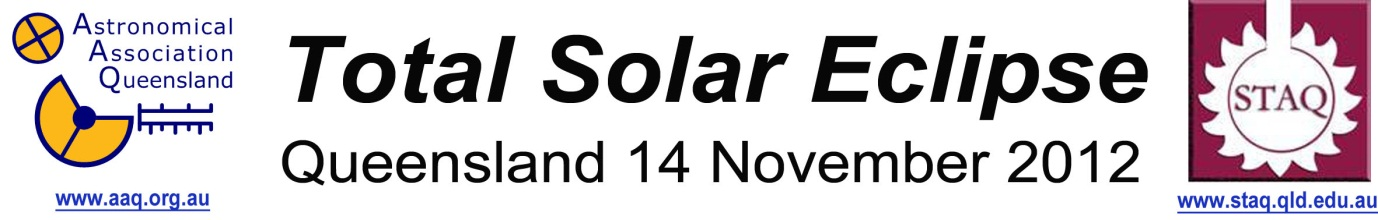 Astronomical
Association
Queensland
www.aaq.org.au
Total Solar Eclipse
Queensland 14 November 2012
STAQ
www.staq.qld.edu.au